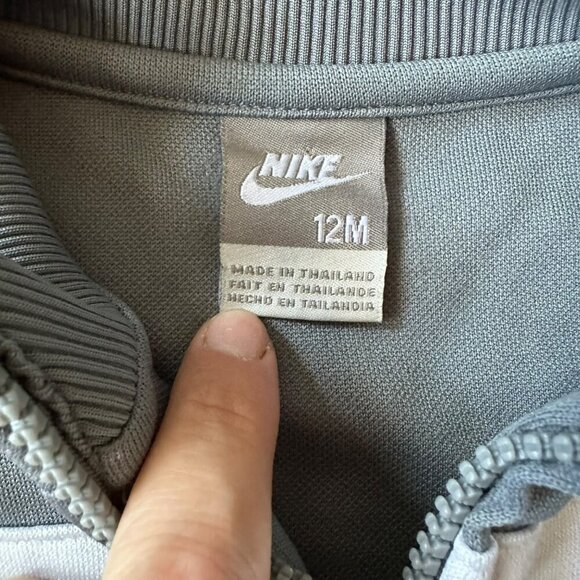 NIKE
12M
MADE IN THAILAND
FAIT EN THAILANDE
HECHO EN TAILANDIA